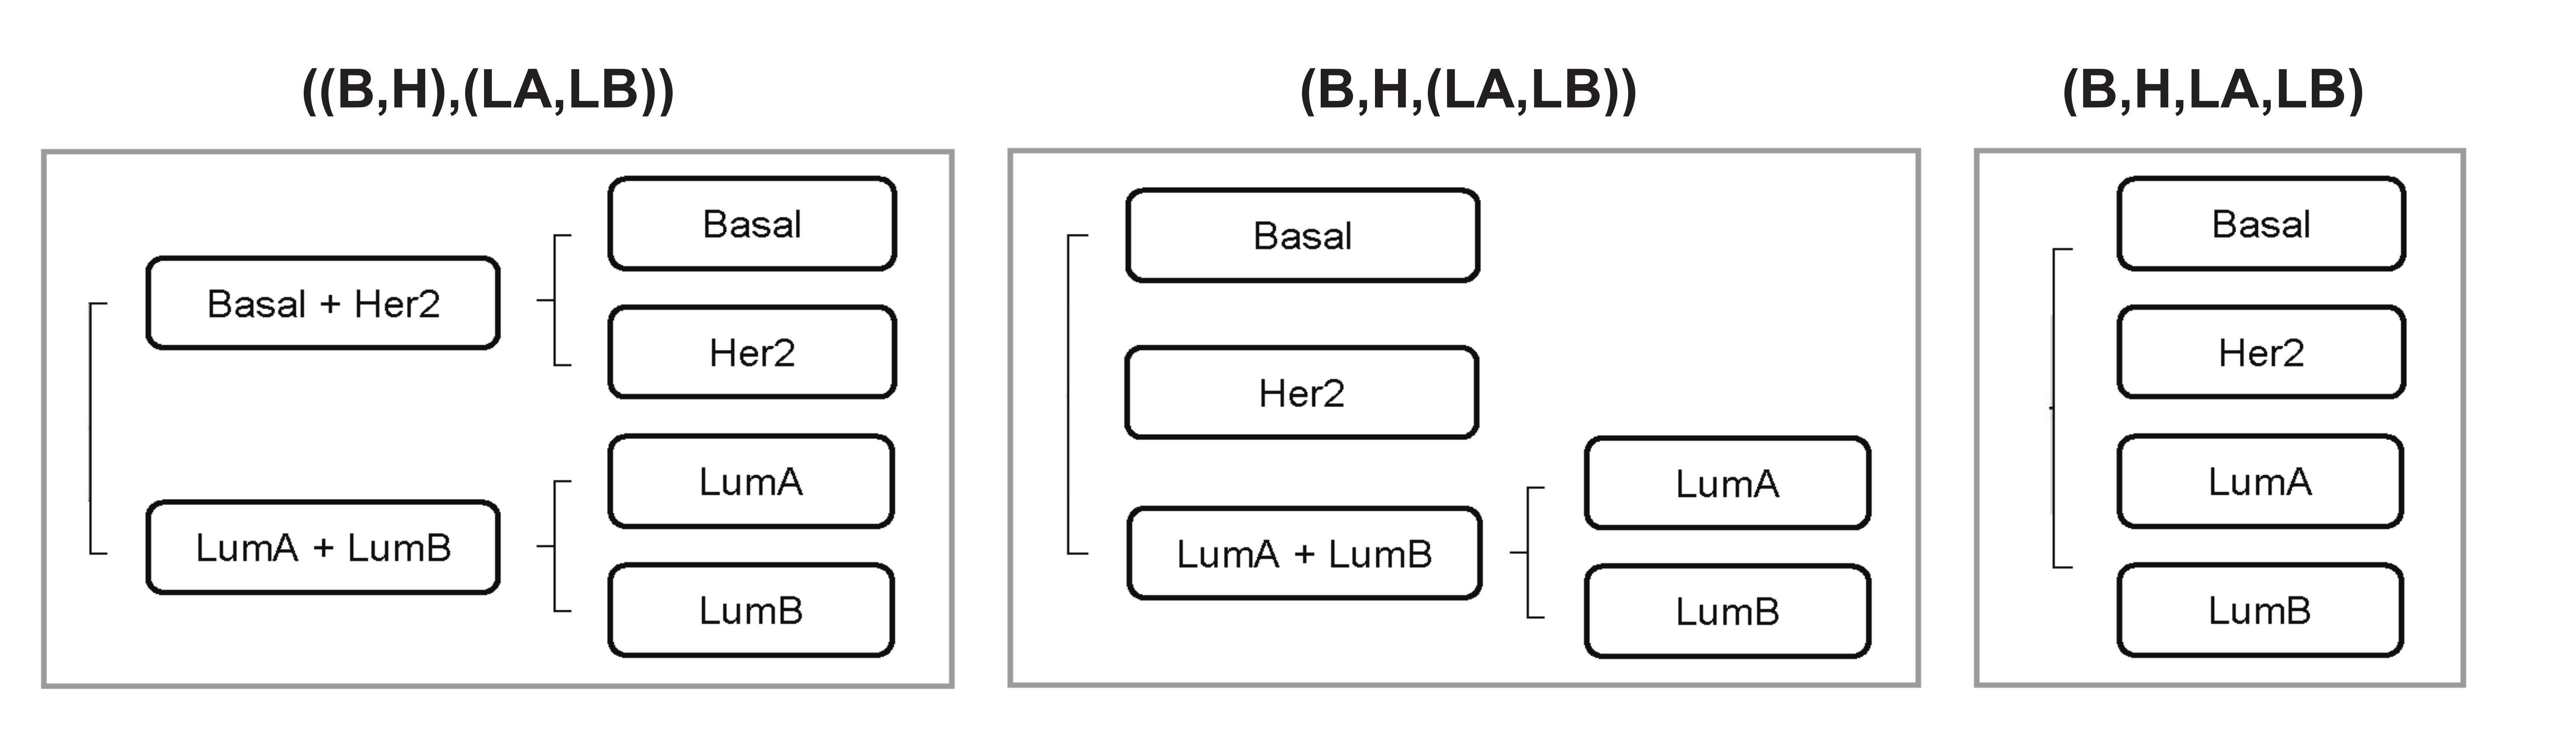 ((B,H),(LA,LB))
Basal + Her2
LumA + LumB
Basal
Her2
LumA
LumB
(B,H,(LA,LB))
Basal
Her2
LumA + LumB
LumA
LumB
(B,H,LA,LB)
Basal
Her2
LumA
LumB